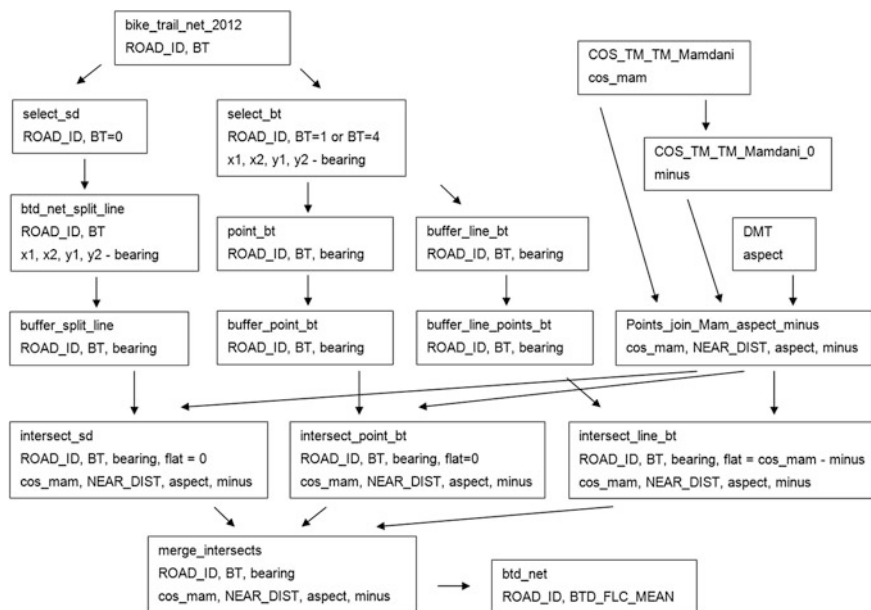 bike_trail_net_2012
ROAD_ID, BT
COS_TM_TM_Mamdani
cos_mam
select_sd
ROAD_ID, BT=0
select_bt
ROAD_ID, BT=1 or BT=4
x1, x2, y1, y2 - bearing
COS_TM_TM_Mamdani_0
minus
btd_net_split_line
ROAD_ID, BT
x1, x2, y1, y2 - bearing
point_bt
ROAD_ID, BT, bearing
buffer_line_bt
ROAD_ID, BT, bearing
DMT
aspect
buffer_split_line
ROAD_ID, BT, bearing
buffer_point_bt
ROAD_ID, BT, bearing
buffer_line_points_bt
ROAD_ID, BT, bearing
Points_join_Mam_aspect_minus
cos_mam, NEAR_DIST, aspect, minus
intersect_sd
ROAD_ID, BT, bearing, flat = 0
cos_mam, NEAR_DIST, aspect, minus
intersect_point_bt
ROAD_ID, BT, bearing, flat=0
cos_mam, NEAR_DIST, aspect, minus
intersect_line_bt
ROAD_ID, BT, bearing, flat = cos_mam - minus
cos_mam, NEAR_DIST, aspect, minus
merge_intersects
ROAD_ID, BT, bearing
cos_mam, NEAR_DIST, aspect, minus
btd_net
ROAD_ID, BTD_FLC_MEAN